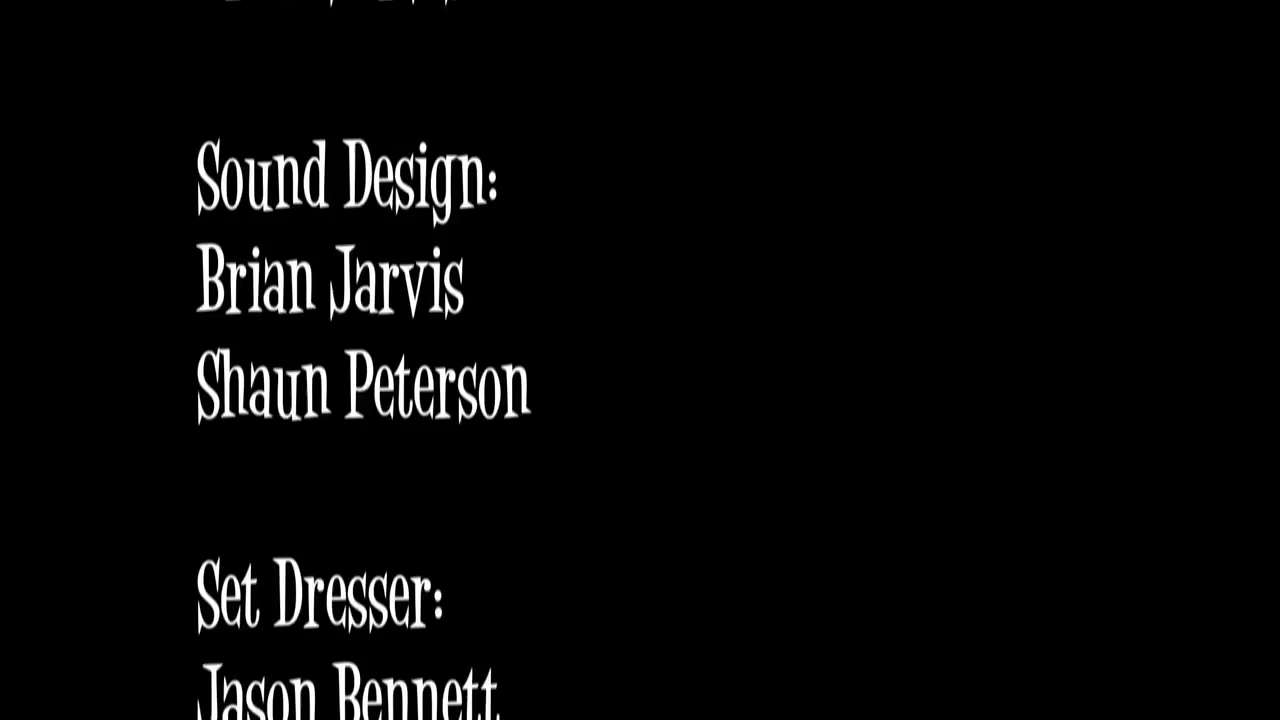 Sound Design:
Brian Jarvis
Shaun Peterson
Set Dresser:
Jason Bennett